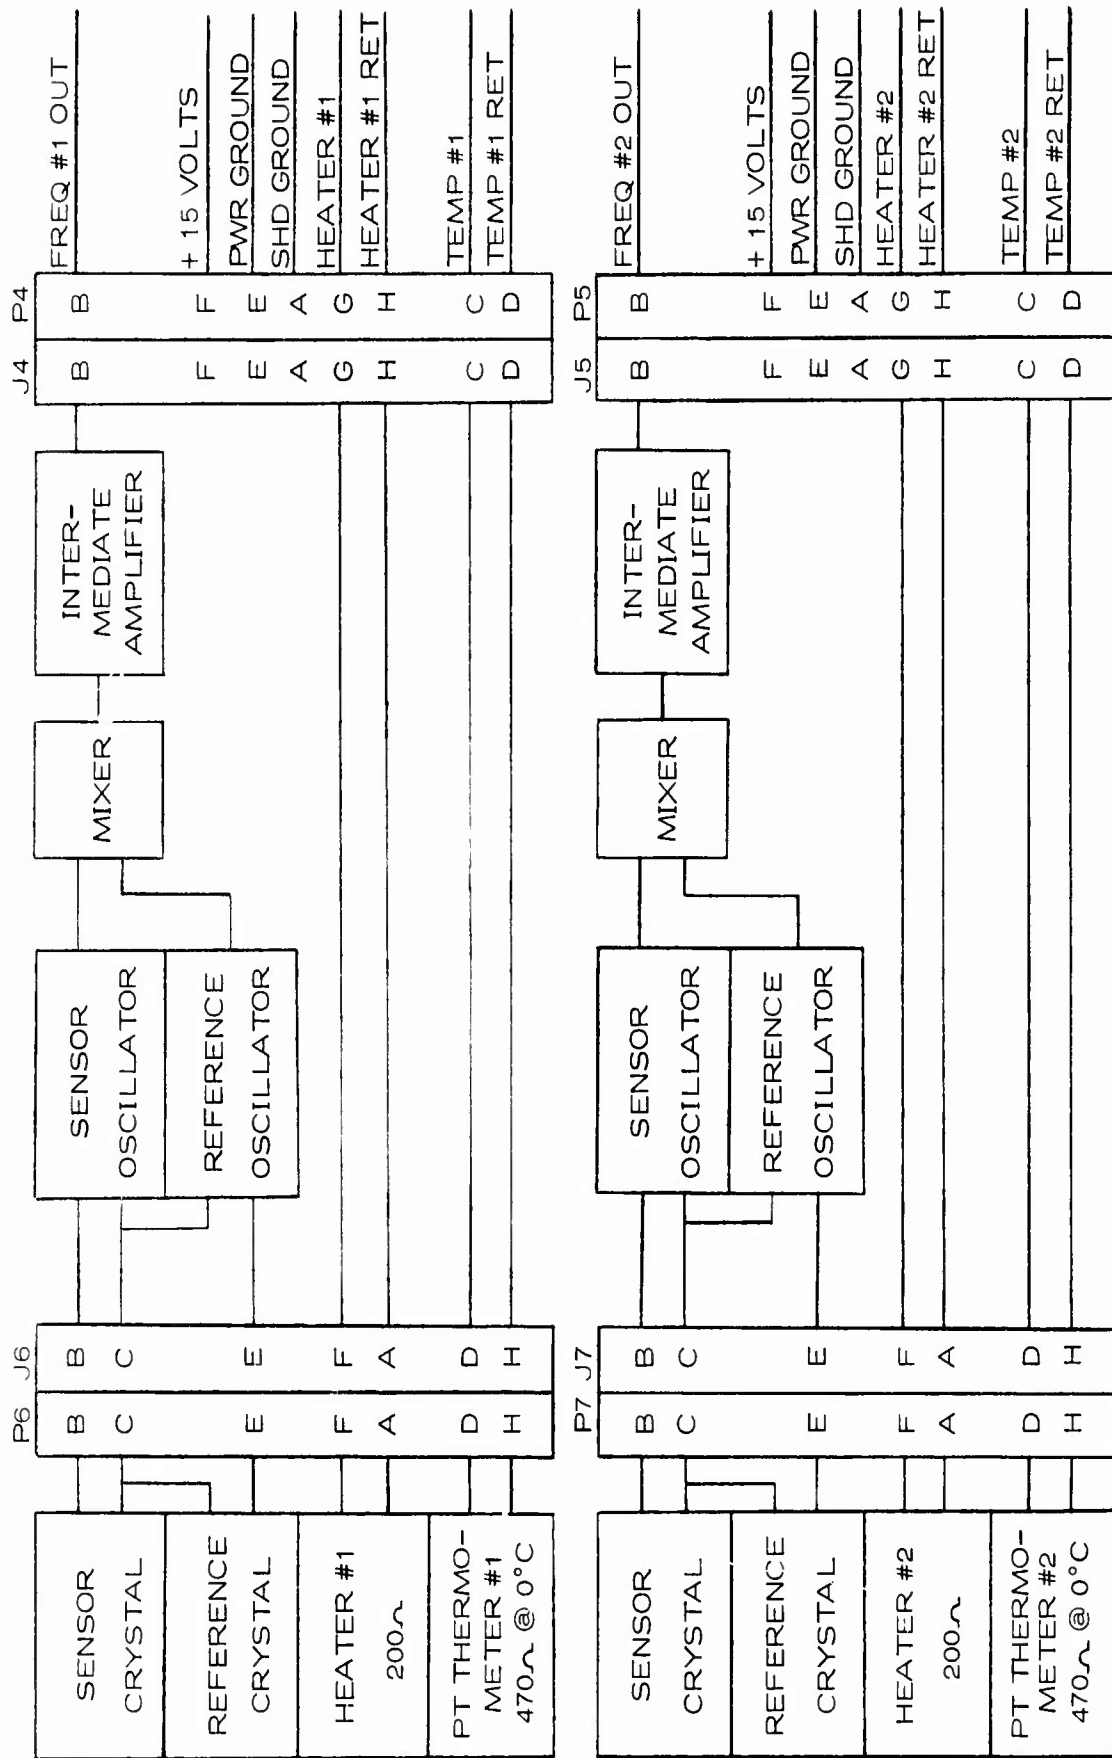 P6
J6
J4
P4
SENSOR
CRYSTAL
REFERENCE
CRYSTAL
HEATER #1
200Ω
PT THERMO-
METER #1
470Ω @ 0°C
B
C
E
F
A
D
H
B
C
E
F
A
D
H
SENSOR
OSCILLATOR
REFERENCE
OSCILLATOR
MIXER
INTER-
MEDIATE
AMPLIFIER
B
F
E
A
G
H
C
D
B
F
E
A
G
H
C
D
FREQ #1 OUT
+ 15 VOLTS
PWR GROUND
SHD GROUND
HEATER #1
HEATER #1 RET
TEMP #1
TEMP #1 RET
P7
J7
J5
P5
SENSOR
CRYSTAL
REFERENCE
CRYSTAL
HEATER #2
200Ω
PT THERMO-
METER #2
470Ω @ 0°C
B
C
E
F
A
D
H
B
C
E
F
A
D
H
SENSOR
OSCILLATOR
REFERENCE
OSCILLATOR
MIXER
INTER-
MEDIATE
AMPLIFIER
B
F
E
A
G
H
C
D
B
F
E
A
G
H
C
D
FREQ #2 OUT
+ 15 VOLTS
PWR GROUND
SHD GROUND
HEATER #2
HEATER #2 RET
TEMP #2
TEMP #2 RET